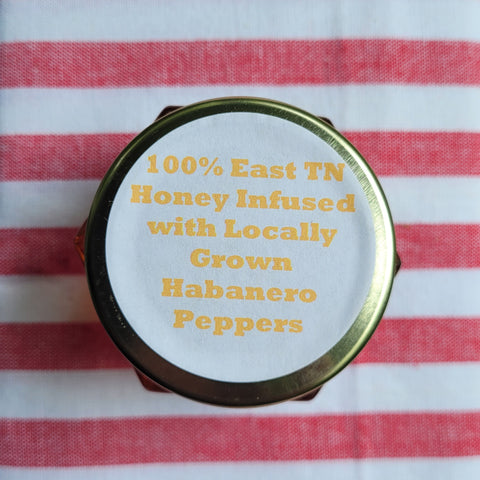 100% East TN
Honey Infused
with Locally
Grown
Habanero
Peppers